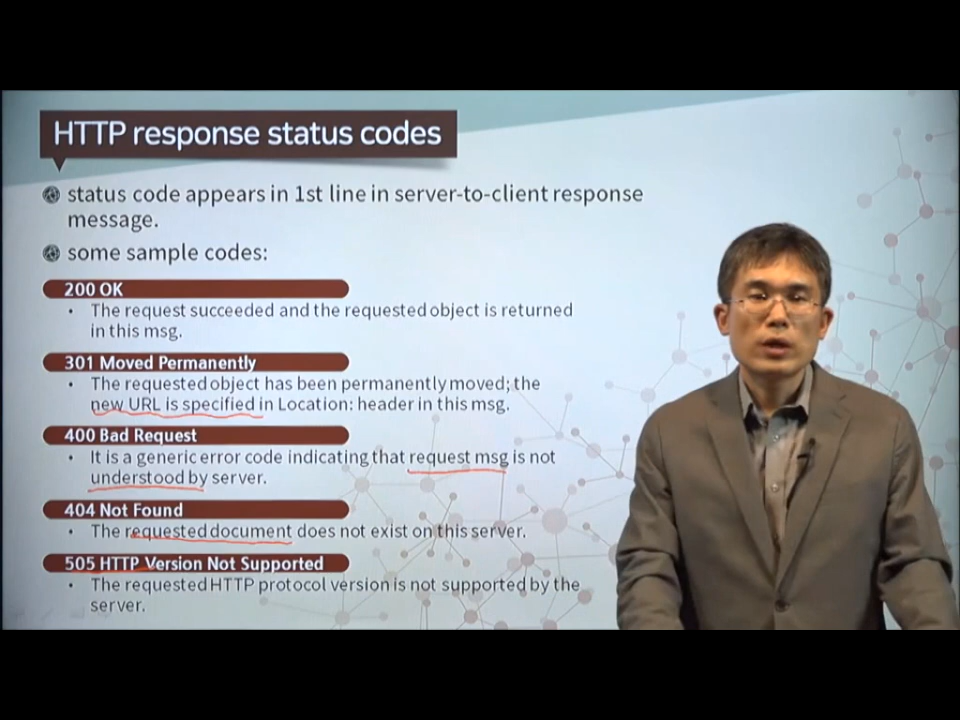 HTTP response status codes
status code appears in 1st line in server-to-client response
message.
some sample codes:
200 OK
• The request succeeded and the requested object is returned
in this msg.
301 Moved Permanently
• The requested object has been permanently moved; the
new URL is specified in Location: header in this msg.
400 Bad Request
• It is a generic error code indicating that request msg is not
understood by server.
404 Not Found
• The requested document does not exist on this server.
505 HTTP Version Not Supported
• The requested HTTP protocol version is not supported by the
server.